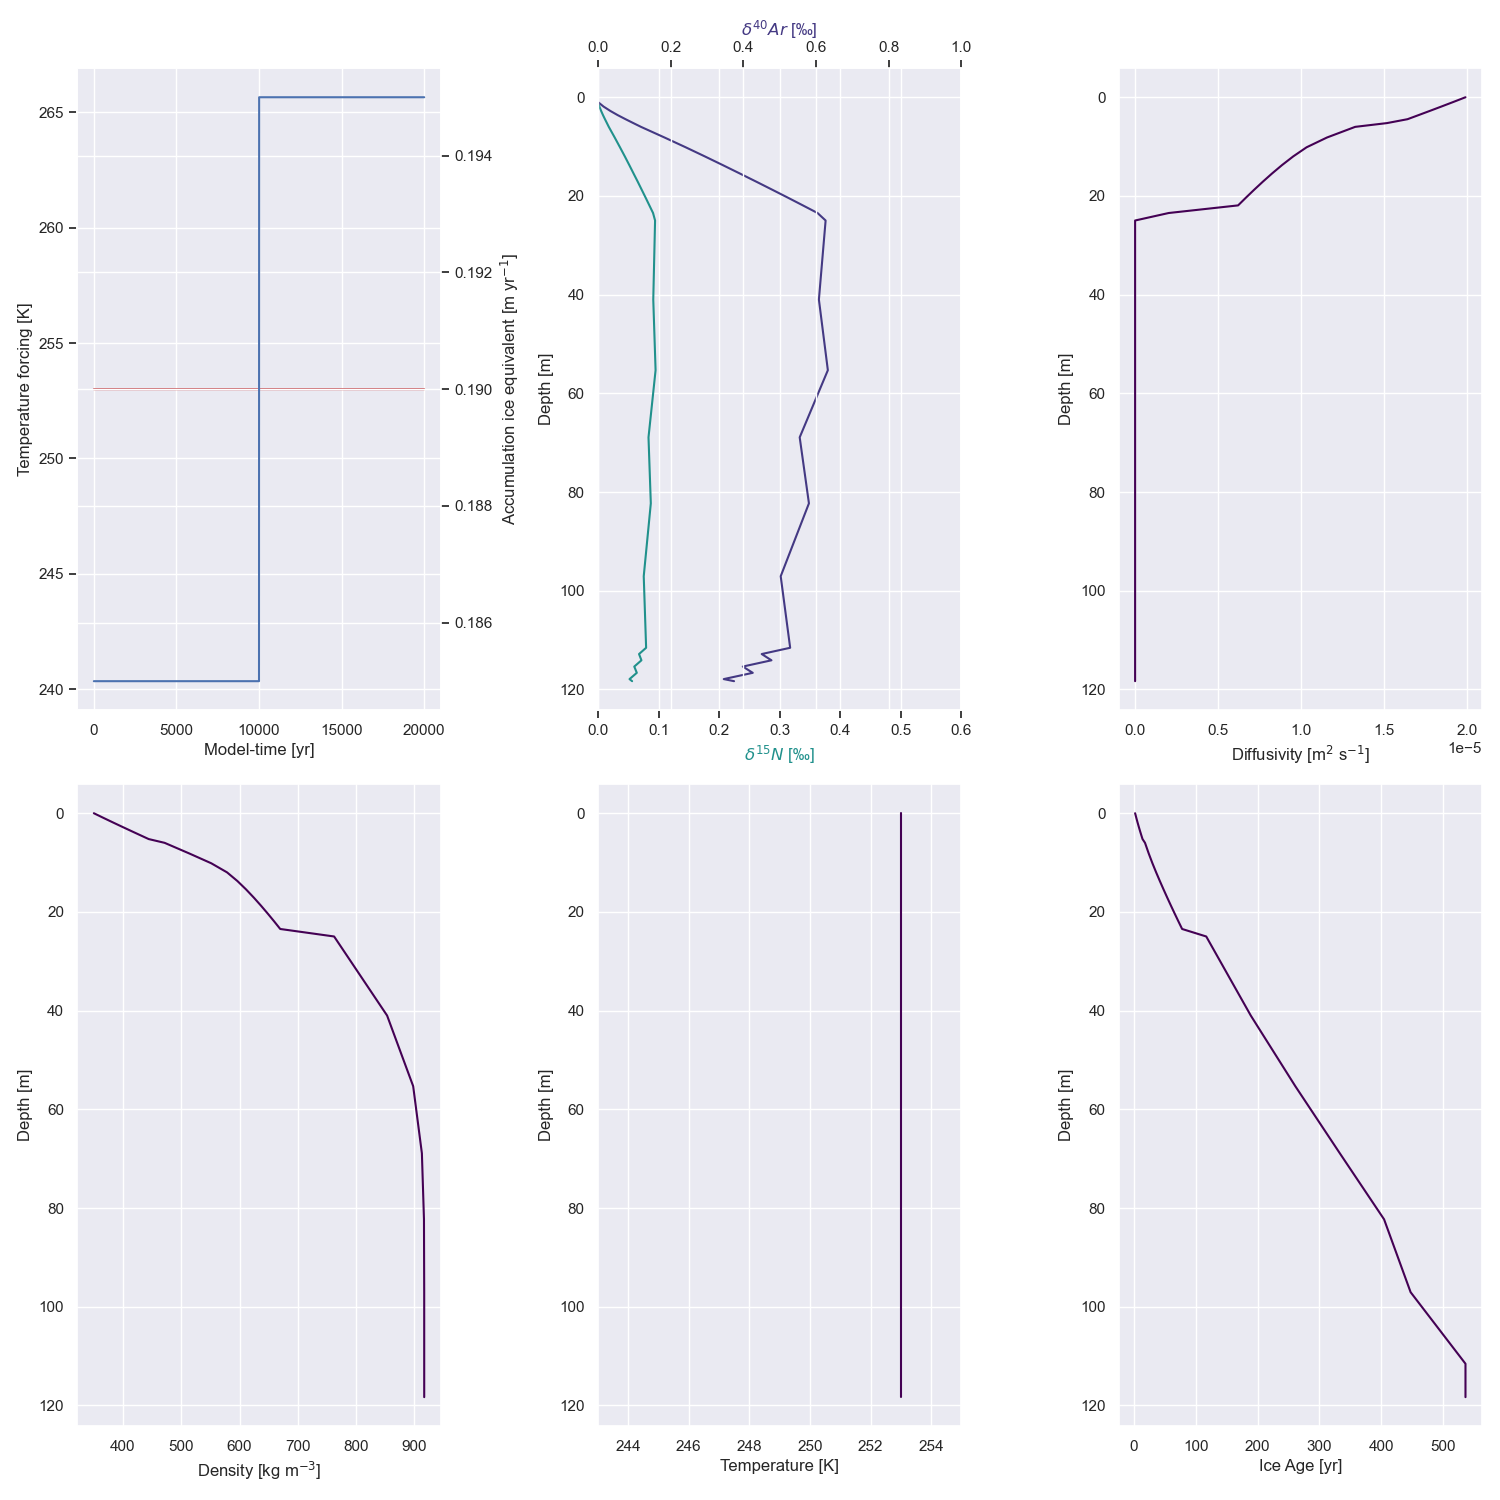 δ⁴⁰Ar [‰]
0.0 0.2 0.4 0.6 0.8 1.0
265
260
255
250
245
240
Temperature forcing [K]
0 5000 10000 15000 20000
Model-time [yr]
0.194
0.192
0.190
0.188
0.186
Accumulation ice equivalent [m yr⁻¹]
0
20
40
60
80
100
120
Depth [m]
0.0 0.1 0.2 0.3 0.4 0.5 0.6
δ¹⁵N [‰]
0
20
40
60
80
100
120
Depth [m]
0.0 0.5 1.0 1.5 2.0
1e−5
Diffusivity [m² s⁻¹]
0
20
40
60
80
100
120
Depth [m]
400 500 600 700 800 900
Density [kg m⁻³]
0
20
40
60
80
100
120
Depth [m]
244 246 248 250 252 254
Temperature [K]
0
20
40
60
80
100
120
Depth [m]
0 100 200 300 400 500
Ice Age [yr]